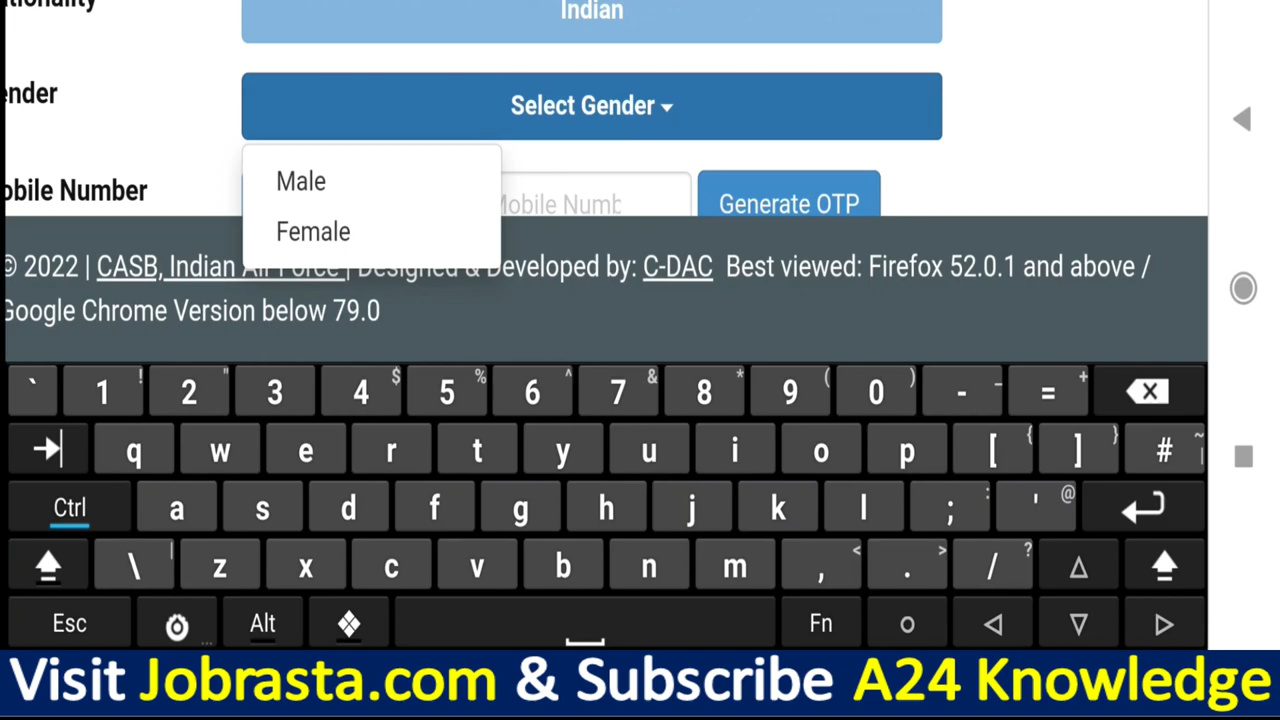 Indian
ender
Select Gender
Male
obile Number
Mobile Numb
Generate OTP
Female
© 2022 | CASB, Indian Air Force | Designed & Developed by: C-DAC Best viewed: Firefox 52.0.1 and above /
Google Chrome Version below 79.0
` 1 ! 2 " 3 4 $ 5 % 6 ^ 7 & 8 * 9 ( 0 ) - _ = +
q w e r t y u i o p [ { ] } # ~
Ctrl a s d f g h j k l ; : ' @
\ | z x c v b n m , < . > / ?
Esc Alt ... Fn
Visit Jobrasta.com & Subscribe A24 Knowledge